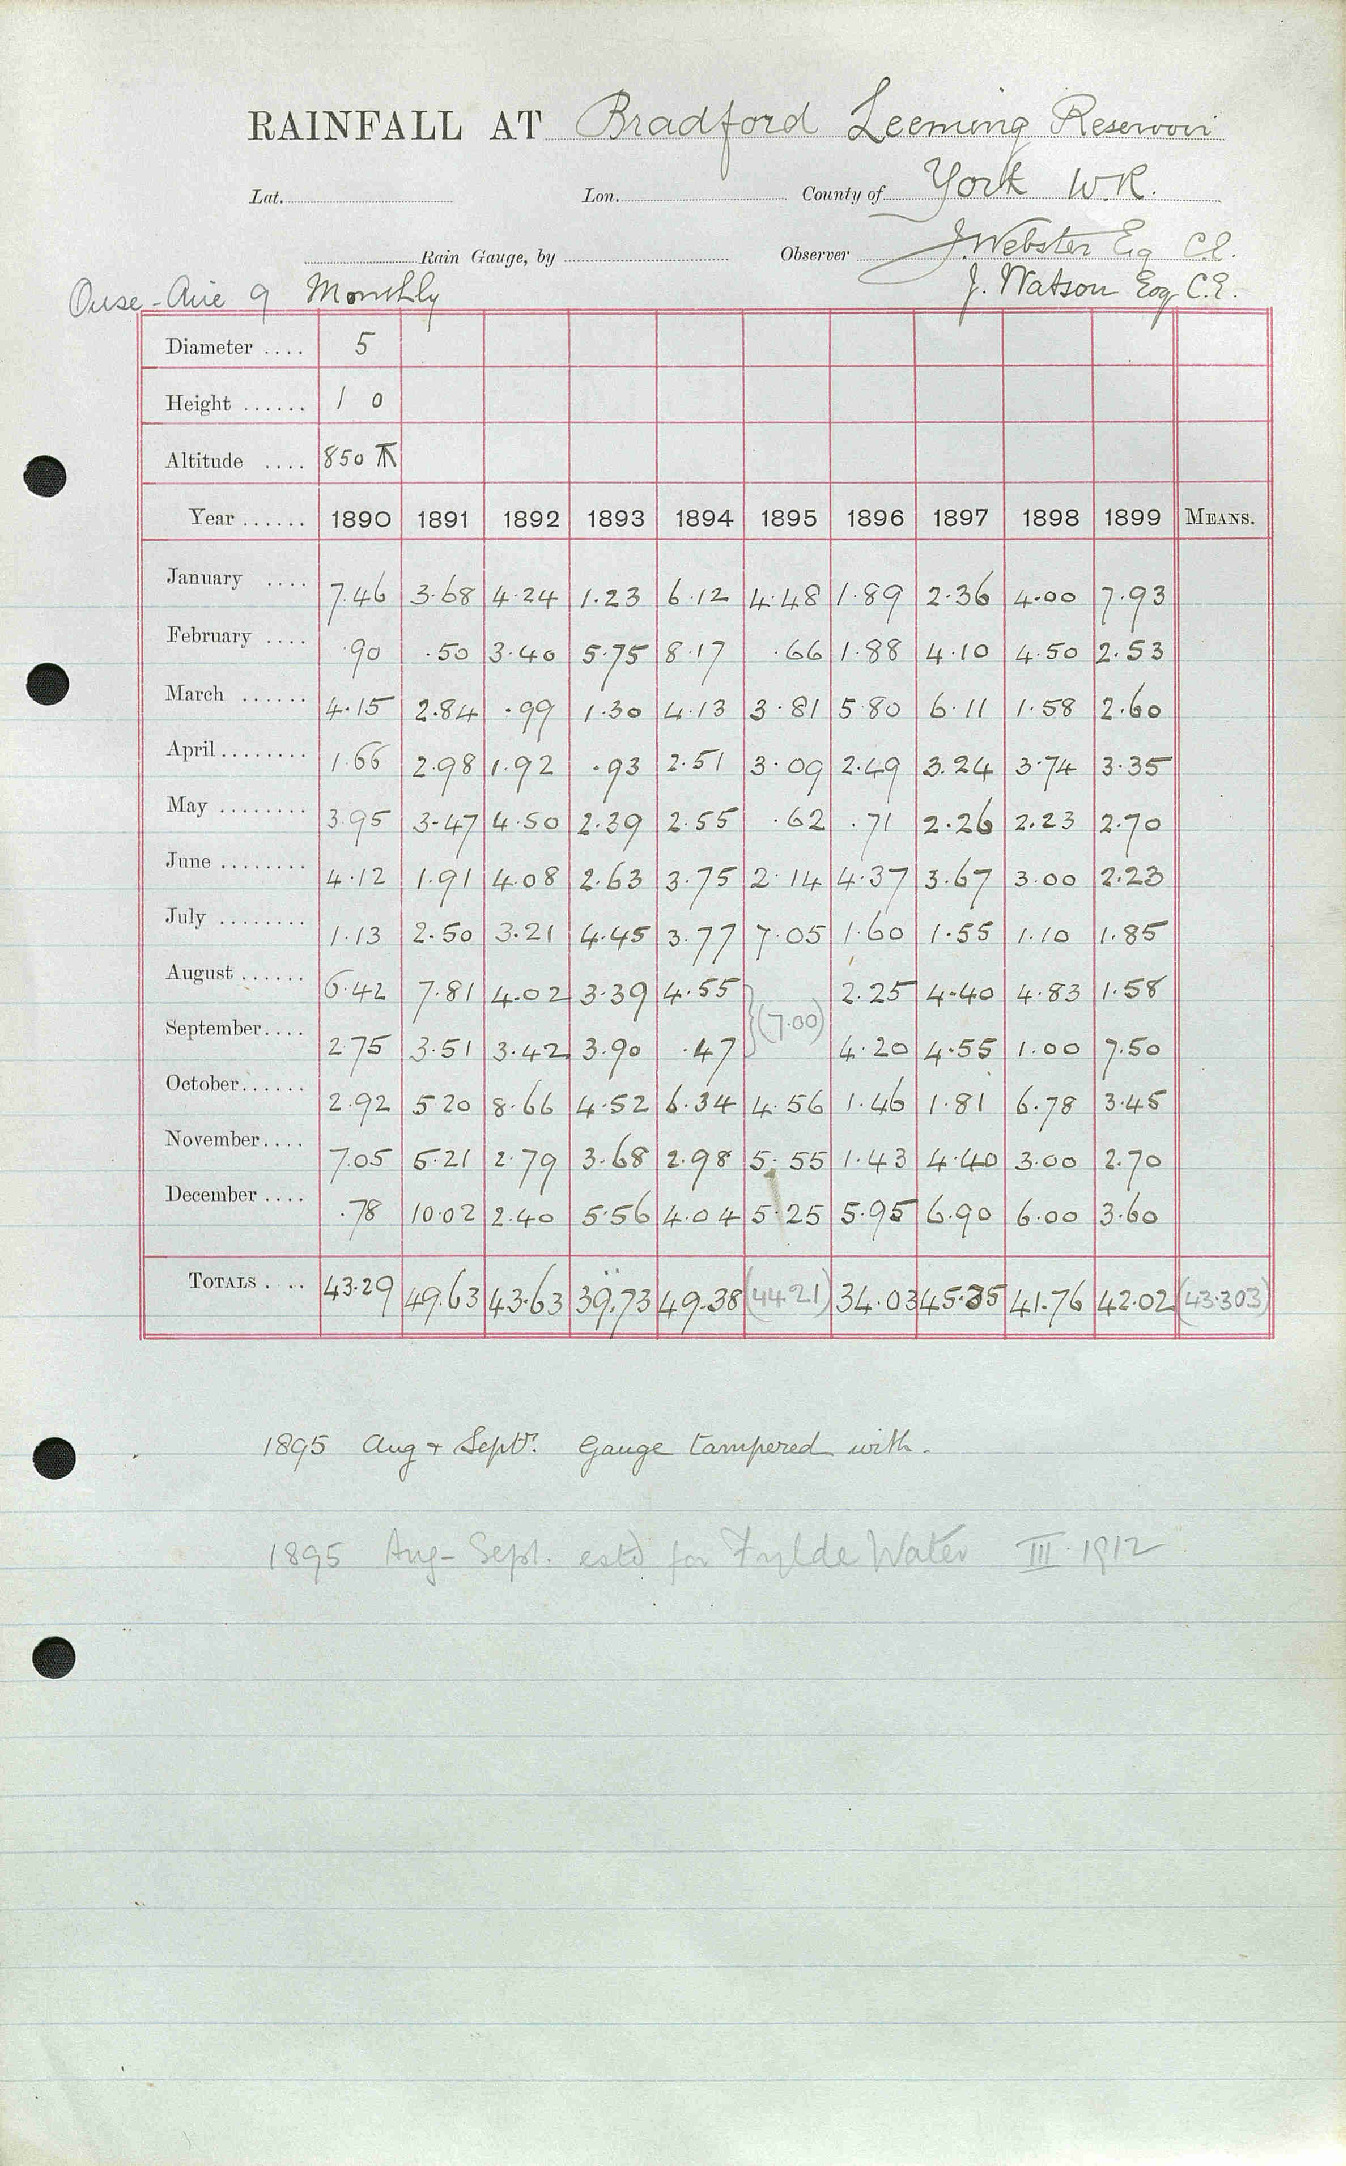 RAINFALL AT Bradford Leeming Reservoir
Lat. Lon. County of York W.R.
Rain Gauge, by Observer J. Webster Esq C.E.
Ouse-Aire 9 Monthly J. Watson Esq C.E.
Diameter .... 5
Height ...... 1 0
Altitude .... 850
Year ...... 1890 1891 1892 1893 1894 1895 1896 1897 1898 1899 MEANS.
January .... 7.46 3.68 4.24 1.23 6.12 4.48 1.89 2.36 4.00 7.93
February .... .90 .50 3.40 5.75 8.17 .66 1.88 4.10 4.50 2.53
March ...... 4.15 2.84 .99 1.30 4.13 3.81 5.80 6.11 1.58 2.60
April ........ 1.66 2.98 1.92 .93 2.51 3.09 2.49 3.24 3.74 3.35
May ........ 3.95 3.47 4.50 2.39 2.55 .62 .71 2.26 2.23 2.70
June ........ 4.12 1.91 4.08 2.63 3.75 2.14 4.37 3.67 3.00 2.23
July ........ 1.13 2.50 3.21 4.45 3.77 7.05 1.60 1.55 1.10 1.85
August ...... 6.42 7.81 4.02 3.39 4.55 2.25 4.40 4.83 1.58
(7.00)
September .... 2.75 3.51 3.42 3.90 .47 4.20 4.55 1.00 7.50
October ...... 2.92 5.20 8.66 4.52 6.34 4.56 1.46 1.81 6.78 3.45
November .... 7.05 5.21 2.79 3.68 2.98 5.55 1.43 4.40 3.00 2.70
December .... .78 10.02 2.40 5.56 4.04 5.25 5.95 6.90 6.00 3.60
TOTALS .... 43.29 49.63 43.63 39.73 49.38 (44.21) 34.03 45.35 41.76 42.02 (43.303)
1895 Aug + Sept. Gauge tampered with.
1895 Aug - Sept. estd for Fylde Water III. 1912